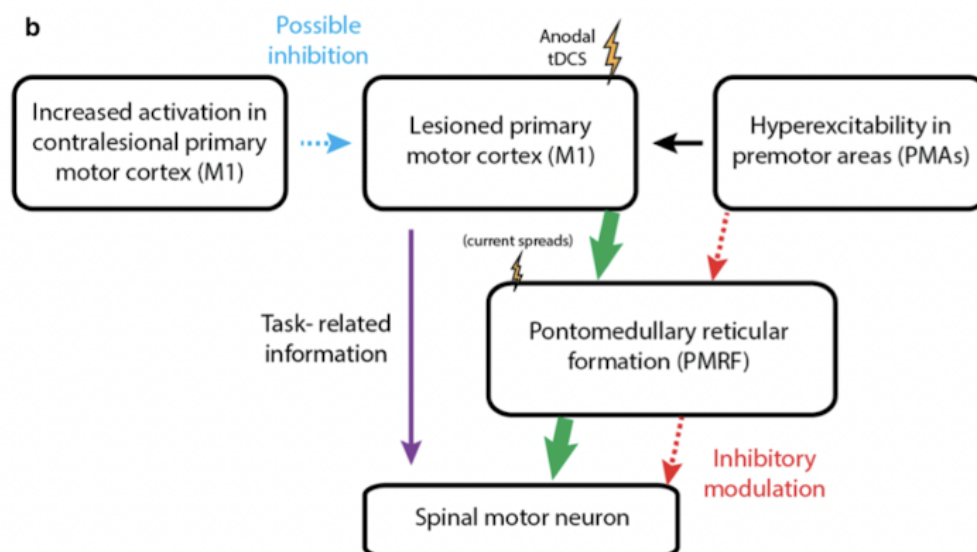 b
Possible
inhibition
Anodal
tDCS
Increased activation in
contralesional primary
motor cortex (M1)
Lesioned primary
motor cortex (M1)
Hyperexcitability in
premotor areas (PMAs)
(current spreads)
Task- related
information
Pontomedullary reticular
formation (PMRF)
Inhibitory
modulation
Spinal motor neuron